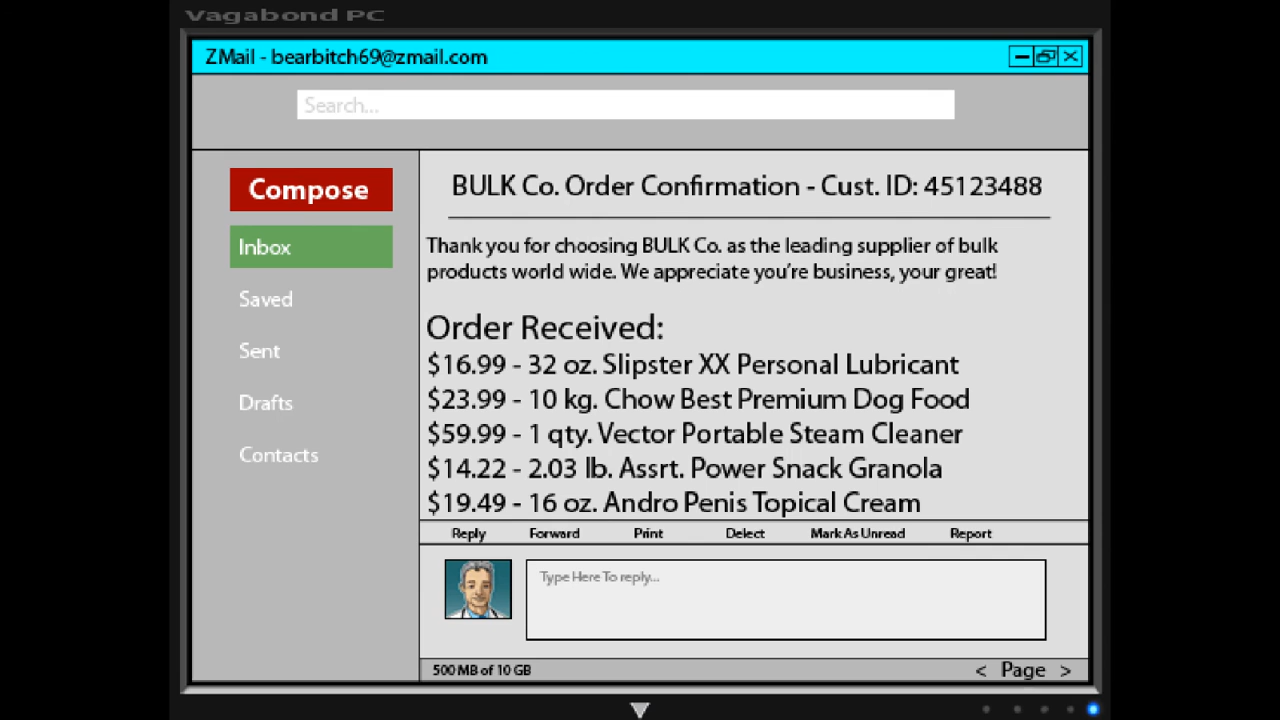 Vagabond PC
ZMail - bearbitch69@zmail.com
Search...
Compose
Inbox
Saved
Sent
Drafts
Contacts
BULK Co. Order Confirmation - Cust. ID: 45123488
Thank you for choosing BULK Co. as the leading supplier of bulk
products world wide. We appreciate you're business, your great!
Order Received:
$16.99 - 32 oz. Slipster XX Personal Lubricant
$23.99 - 10 kg. Chow Best Premium Dog Food
$59.99 - 1 qty. Vector Portable Steam Cleaner
$14.22 - 2.03 lb. Assrt. Power Snack Granola
$19.49 - 16 oz. Andro Penis Topical Cream
Reply Forward Print Delect Mark As Unread Report
Type Here To reply...
500 MB of 10 GB
< Page >